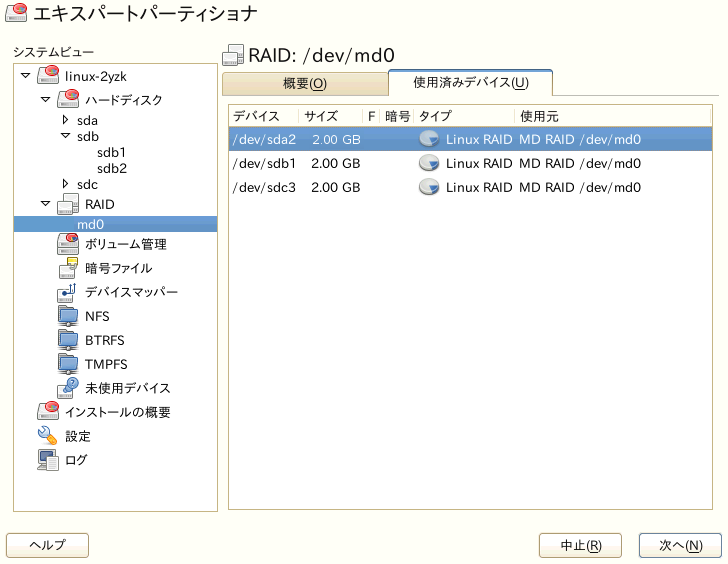 エキスパートパーティショナ
システムビュー
linux-2yzk
ハードディスク
sda
sdb
sdb1
sdb2
sdc
RAID
md0
ボリューム管理
暗号ファイル
デバイスマッパー
NFS
BTRFS
TMPFS
未使用デバイス
インストールの概要
設定
ログ
RAID: /dev/md0
概要(O) 使用済みデバイス(U)
デバイス サイズ F 暗号 タイプ 使用元
/dev/sda2 2.00 GB Linux RAID MD RAID /dev/md0
/dev/sdb1 2.00 GB Linux RAID MD RAID /dev/md0
/dev/sdc3 2.00 GB Linux RAID MD RAID /dev/md0
ヘルプ 中止(R) 次へ(N)